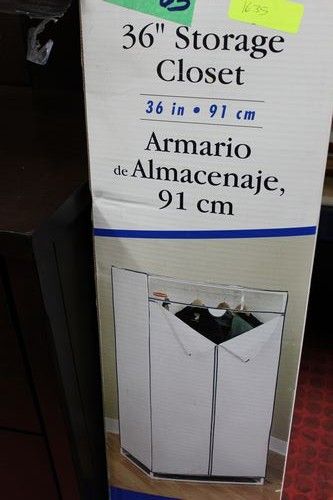 36" Storage
Closet
36 in • 91 cm
Armario
de Almacenaje,
91 cm